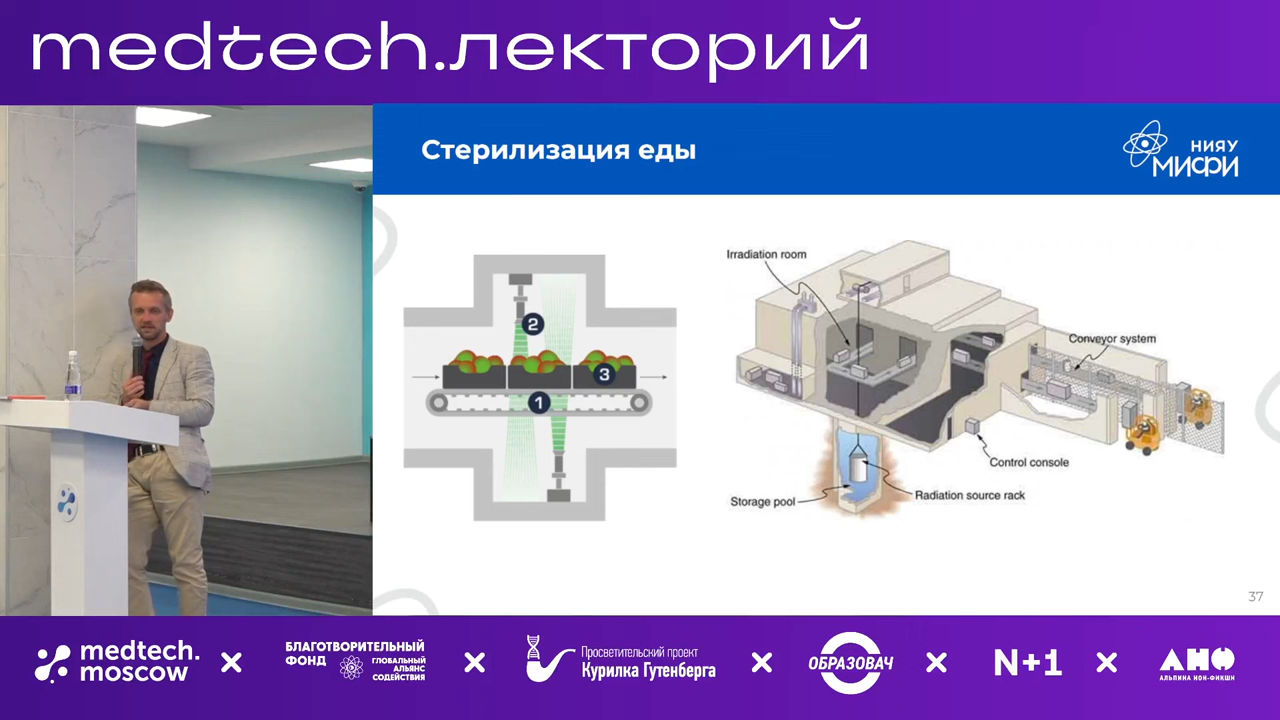 medtech.лекторий
Стерилизация еды
НИЯУ
МИФИ
2
3
1
Irradiation room
Conveyor system
Control console
Radiation source rack
Storage pool
37
medtech.
moscow
×
БЛАГОТВОРИТЕЛЬНЫЙ
ФОНД
ГЛОБАЛЬНЫЙ
АЛЬЯНС
СОДЕЙСТВИЯ
×
Просветительский проект
Курилка Гутенберга
×
ОБРАЗОВАЧ
×
N+1
×
АНФ
АЛЬПИНА НОН-ФИКШН